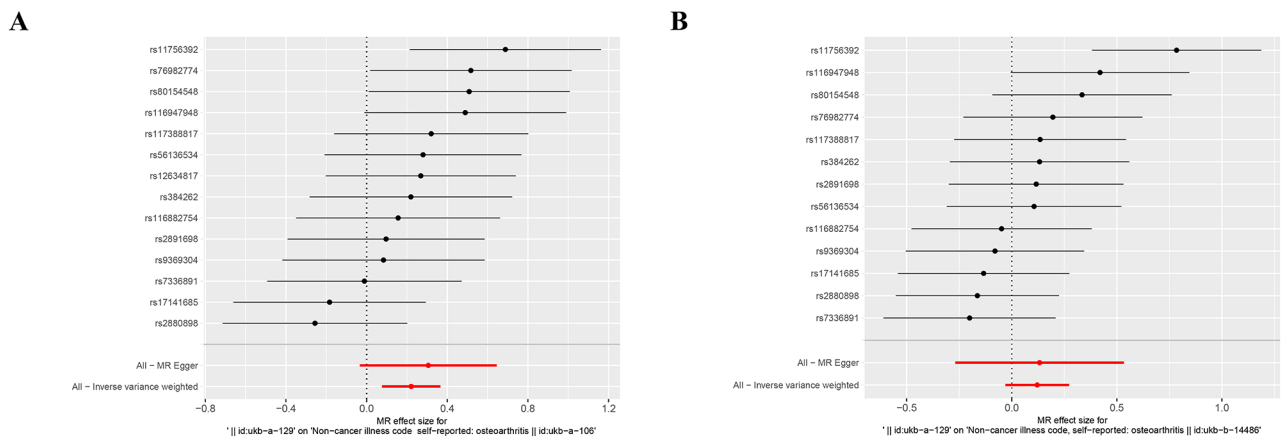 A
rs11756392
rs76982774
rs80154548
rs116947948
rs117388817
rs56136534
rs12634817
rs384262
rs116882754
rs2891698
rs9369304
rs7336891
rs17141685
rs2880898
All − MR Egger
All − Inverse variance weighted
−0.8 −0.4 0.0 0.4 0.8 1.2
MR effect size for
' || id:ukb-a-129' on 'Non-cancer illness code  self-reported: osteoarthritis || id:ukb-a-106'
B
rs11756392
rs116947948
rs80154548
rs76982774
rs117388817
rs384262
rs2891698
rs56136534
rs116882754
rs9369304
rs17141685
rs2880898
rs7336891
All − MR Egger
All − Inverse variance weighted
−0.5 0.0 0.5 1.0
MR effect size for
' || id:ukb-a-129' on 'Non-cancer illness code, self-reported: osteoarthritis || id:ukb-b-14486'